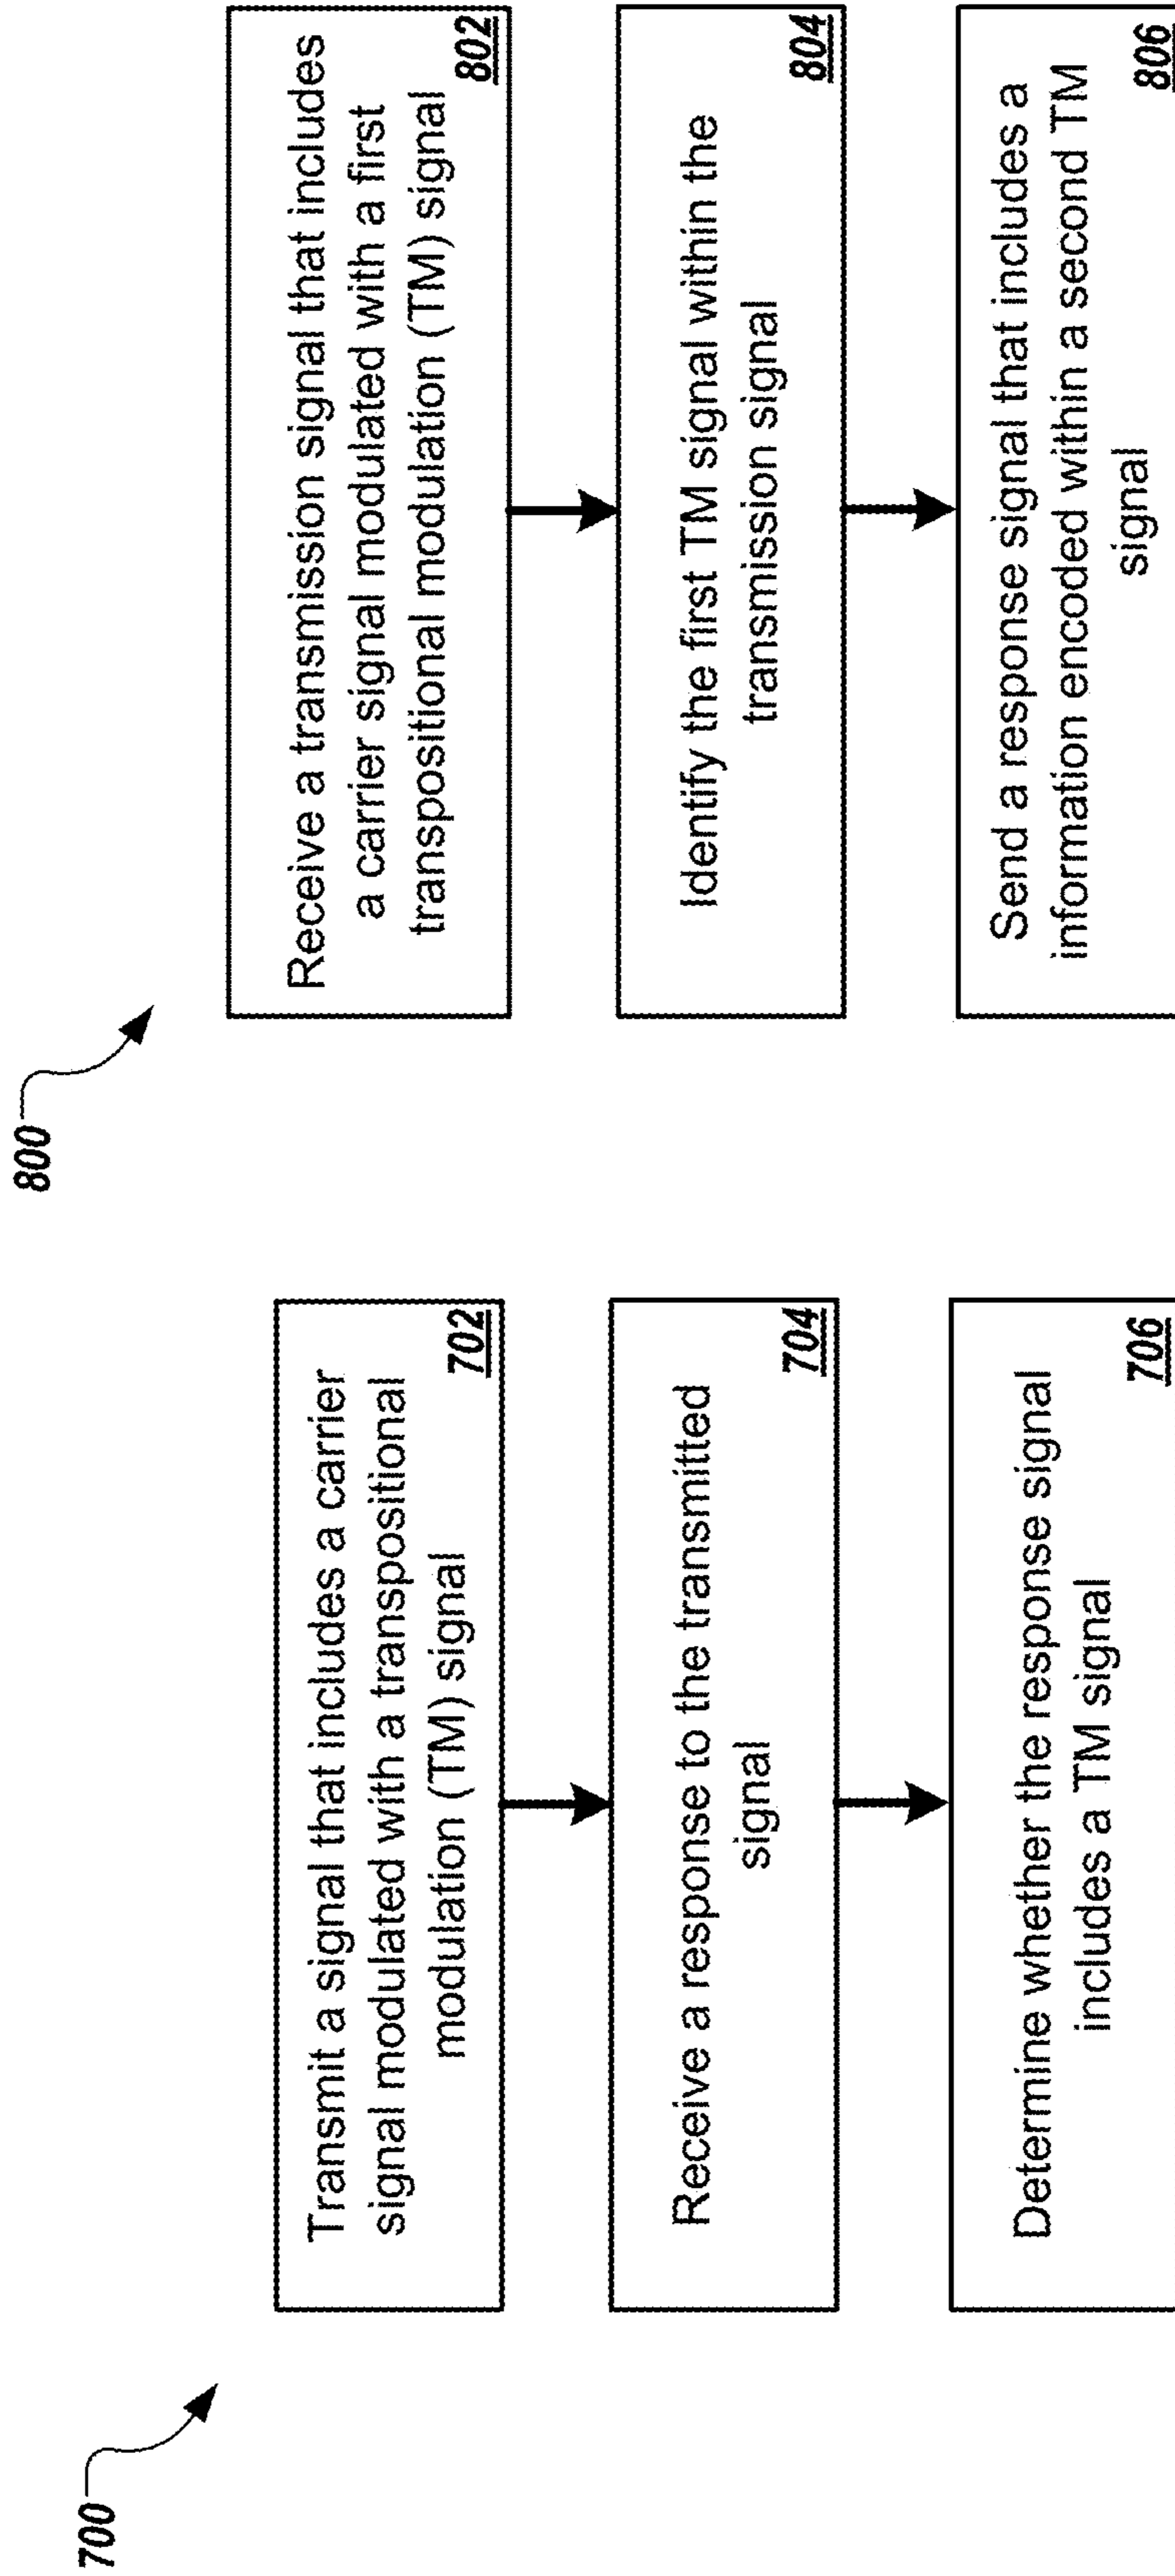 700
Transmit a signal that includes a carrier
signal modulated with a transpositional
modulation (TM) signal
702
Receive a response to the transmitted
signal
704
Determine whether the response signal
includes a TM signal
706
800
Receive a transmission signal that includes
a carrier signal modulated with a first
transpositional modulation (TM) signal
802
Identify the first TM signal within the
transmission signal
804
Send a response signal that includes a
information encoded within a second TM
signal
806